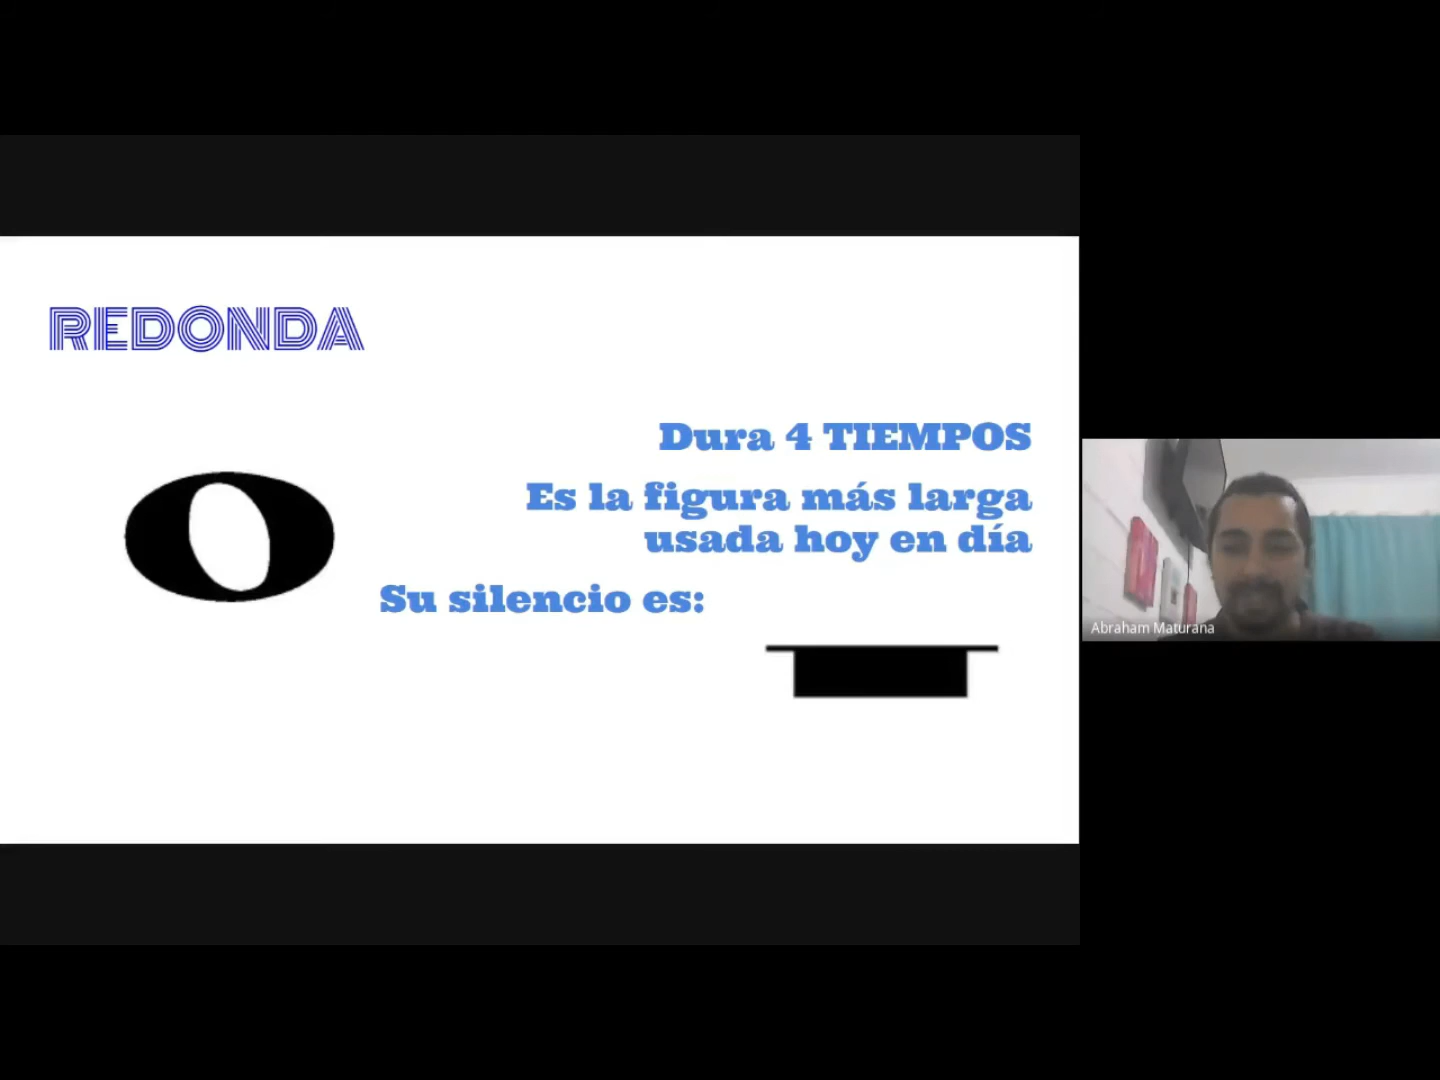 REDONDA
Dura 4 TIEMPOS
Es la figura más larga
usada hoy en día
Su silencio es:
Abraham Maturana